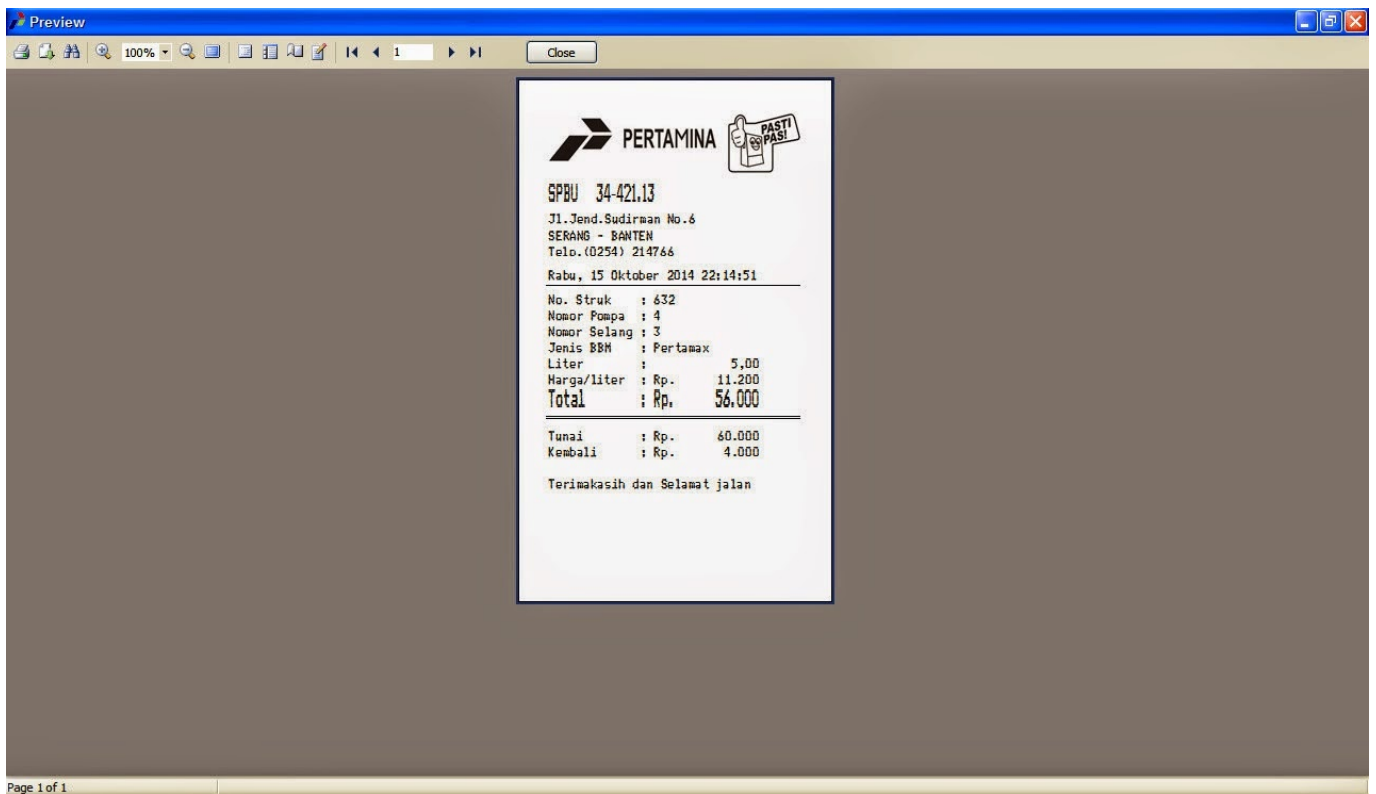 Preview
100%
1
Close
PERTAMINA
PASTI
PAS!
SPBU 34-421.13
Jl.Jend.Sudirman No.6
SERANG - BANTEN
Telp.(0254) 214766
Rabu, 15 Oktober 2014 22:14:51
No. Struk : 632
Nomor Pompa : 4
Nomor Selang : 3
Jenis BBM : Pertamax
Liter : 5,00
Harga/liter : Rp. 11.200
Total : Rp. 56.000
Tunai : Rp. 60.000
Kembali : Rp. 4.000
Terimakasih dan Selamat jalan
Page 1 of 1